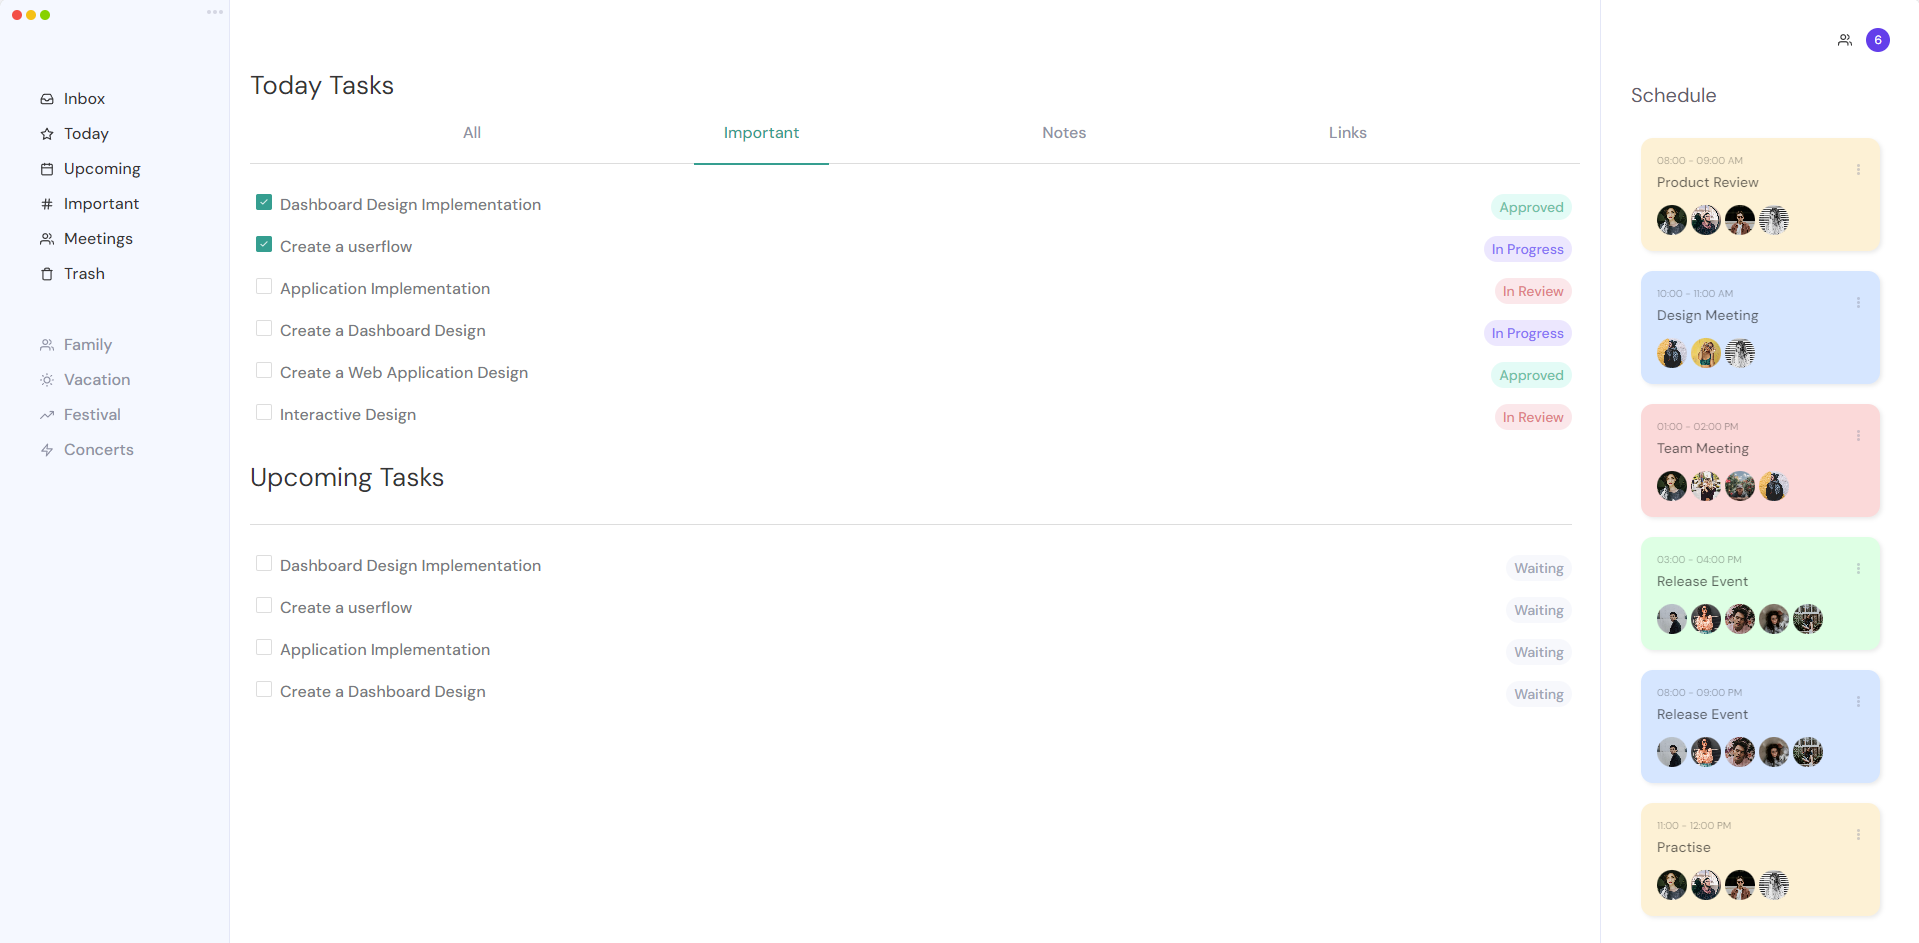 Inbox
Today
Upcoming
Important
Meetings
Trash
Family
Vacation
Festival
Concerts
Today Tasks
All Important Notes Links
Dashboard Design Implementation Approved
Create a userflow In Progress
Application Implementation In Review
Create a Dashboard Design In Progress
Create a Web Application Design Approved
Interactive Design In Review
Upcoming Tasks
Dashboard Design Implementation Waiting
Create a userflow Waiting
Application Implementation Waiting
Create a Dashboard Design Waiting
6
Schedule
08:00 - 09:00 AM
Product Review
10:00 - 11:00 AM
Design Meeting
01:00 - 02:00 PM
Team Meeting
03:00 - 04:00 PM
Release Event
08:00 - 09:00 PM
Release Event
11:00 - 12:00 PM
Practise